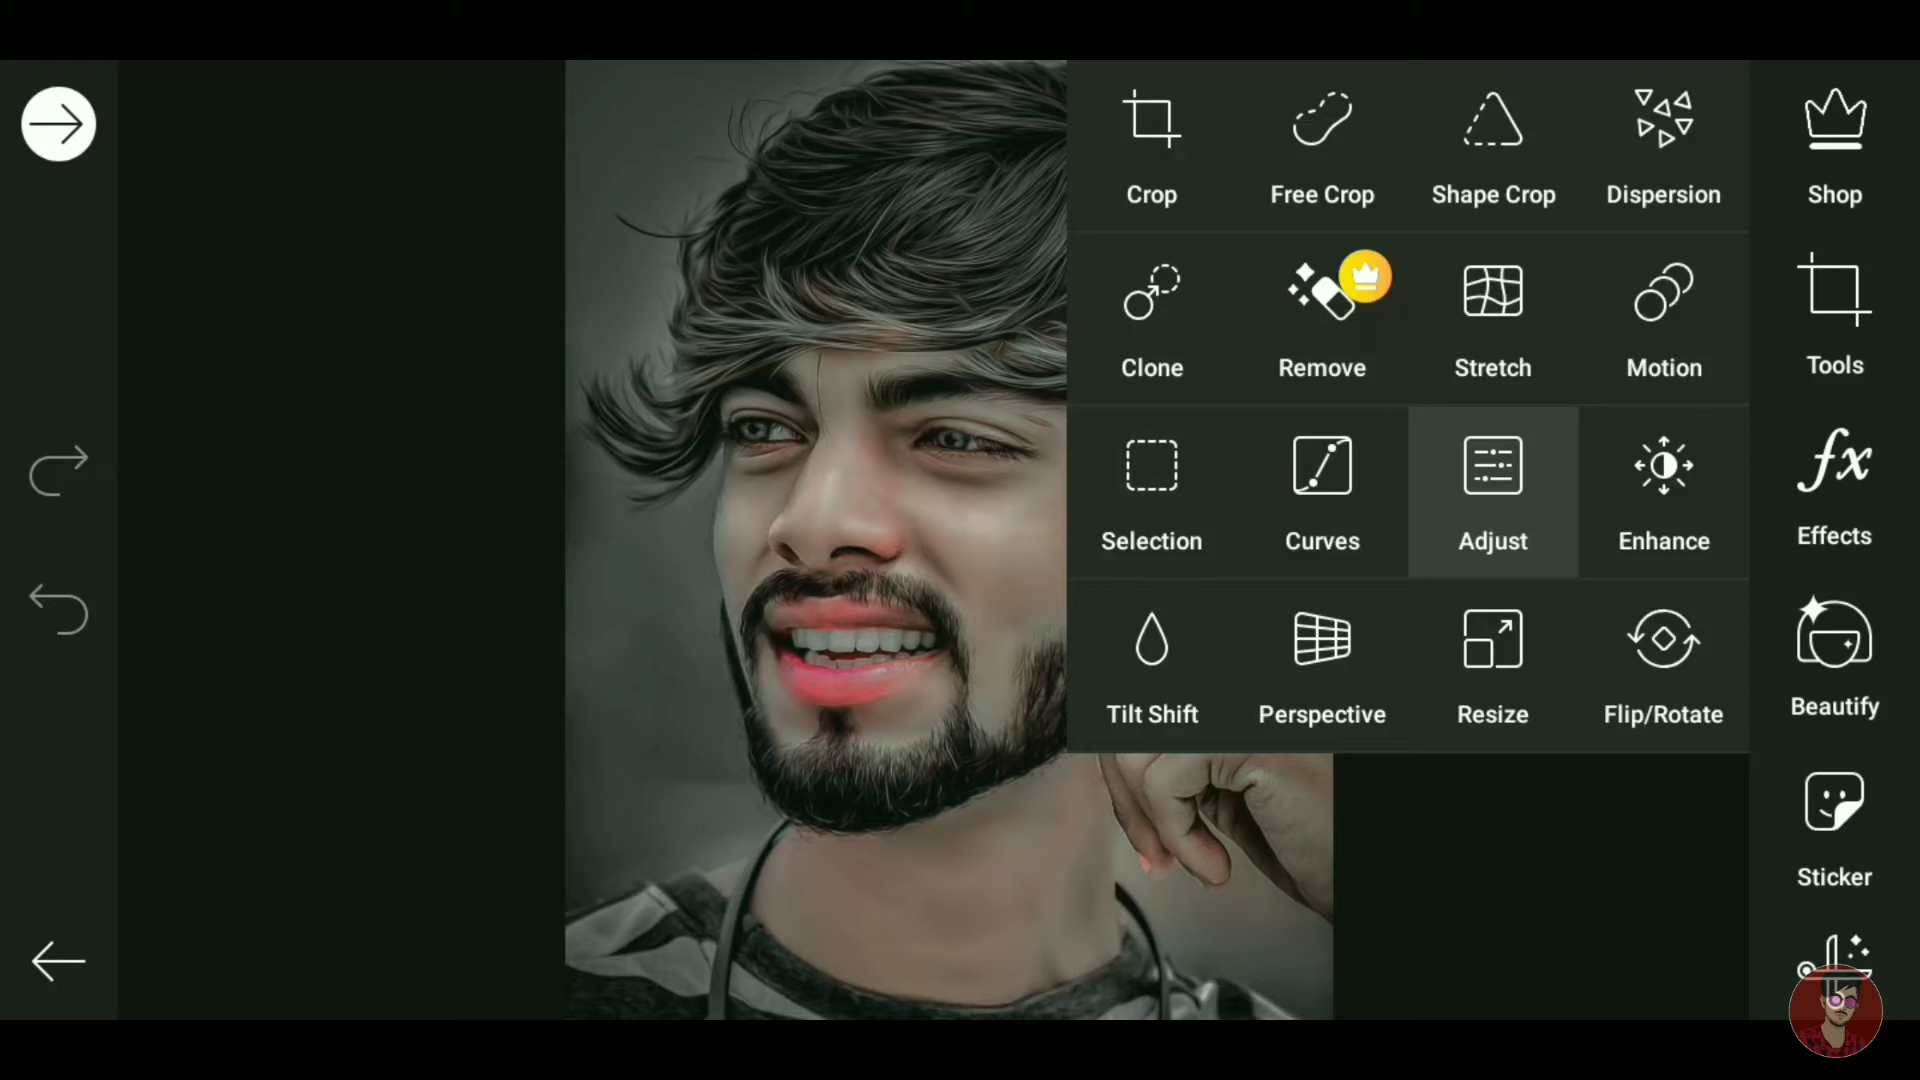 Crop
Free Crop
Shape Crop
Dispersion
Shop
Clone
Remove
Stretch
Motion
Tools
Selection
Curves
Adjust
Enhance
fx
Effects
Tilt Shift
Perspective
Resize
Flip/Rotate
Beautify
Sticker